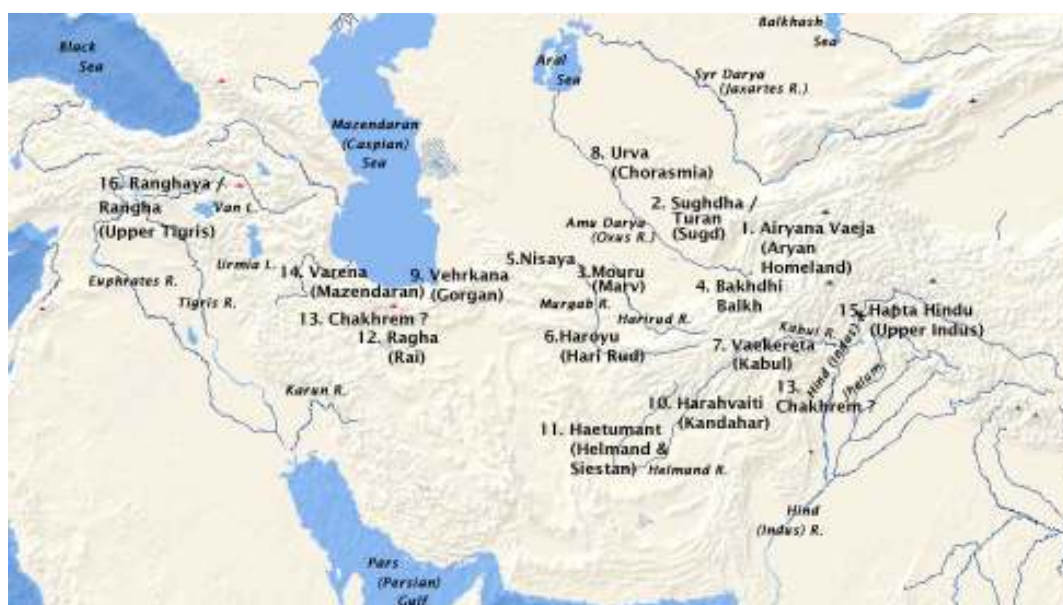 Black
Sea
Balkhash
Sea
Aral
Sea
Syr Darya
(Jaxartes R.)
Mazendaran
(Caspian)
Sea
8. Urva
(Chorasmia)
16. Ranghaya /
Rangha
(Upper Tigris)
Van L.
2. Sughdha /
Turan
(Sugd)
1. Airyana Vaeja
(Aryan
Homeland)
Amu Darya
(Oxus R.)
Urmia L.
Euphrates R.
Tigris R.
14. Varena
(Mazendaran)
9. Vehrkana
(Gorgan)
5.Nisaya
3.Mouru
(Marv)
4. Bakhdhi
Balkh
Murgab R.
Harirud R.
13. Chakhrem ?
12. Ragha
(Rai)
6.Haroyu
(Hari Rud)
15. Hapta Hindu
(Upper Indus)
Kabul R.
7. Vaekereta
(Kabul)
Hind (Indus) R.
Jhelam
13.
Chakhrem ?
Karun R.
10. Harahvaiti
(Kandahar)
11. Haetumant
(Helmand &
Siestan)
Helmand R.
Hind
(Indus) R.
Pars
(Persian)
Gulf